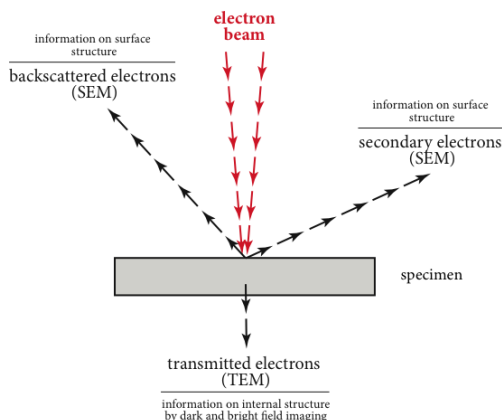 electron
beam
information on surface
structure
backscattered electrons
(SEM)
information on surface
structure
secondary electrons
(SEM)
specimen
transmitted electrons
(TEM)
information on internal structure
by dark and bright field imaging